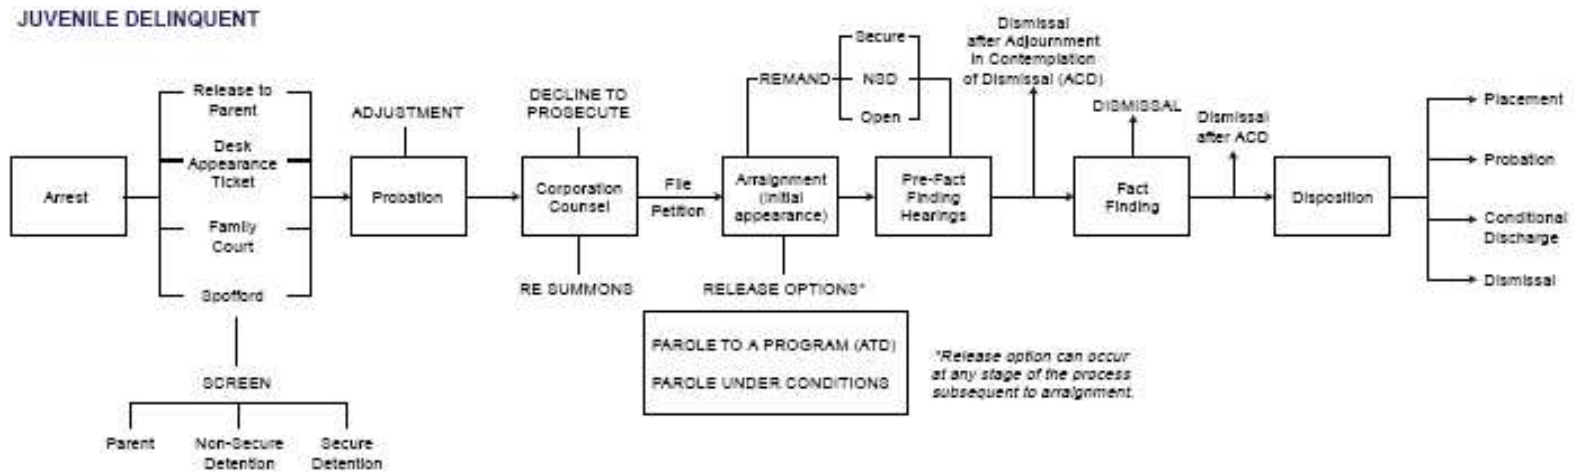 JUVENILE DELINQUENT
Arrest
Release to
Parent
Desk
Appearance
Ticket
Family
Court
Spofford
SCREEN
Parent
Non-Secure
Detention
Secure
Detention
ADJUSTMENT
Probation
DECLINE TO
PROSECUTE
Corporation
Counsel
RE SUMMONS
File
Petition
REMAND
Secure
NSD
Open
Arraignment
(initial
appearance)
RELEASE OPTIONS*
PAROLE TO A PROGRAM (ATD)
PAROLE UNDER CONDITIONS
*Release option can occur
at any stage of the process
subsequent to arraignment.
Pre-Fact
Finding
Hearings
Dismissal
after Adjournment
in Contemplation
of Dismissal (ACD)
DISMISSAL
Fact
Finding
Dismissal
after ACD
Disposition
Placement
Probation
Conditional
Discharge
Dismissal